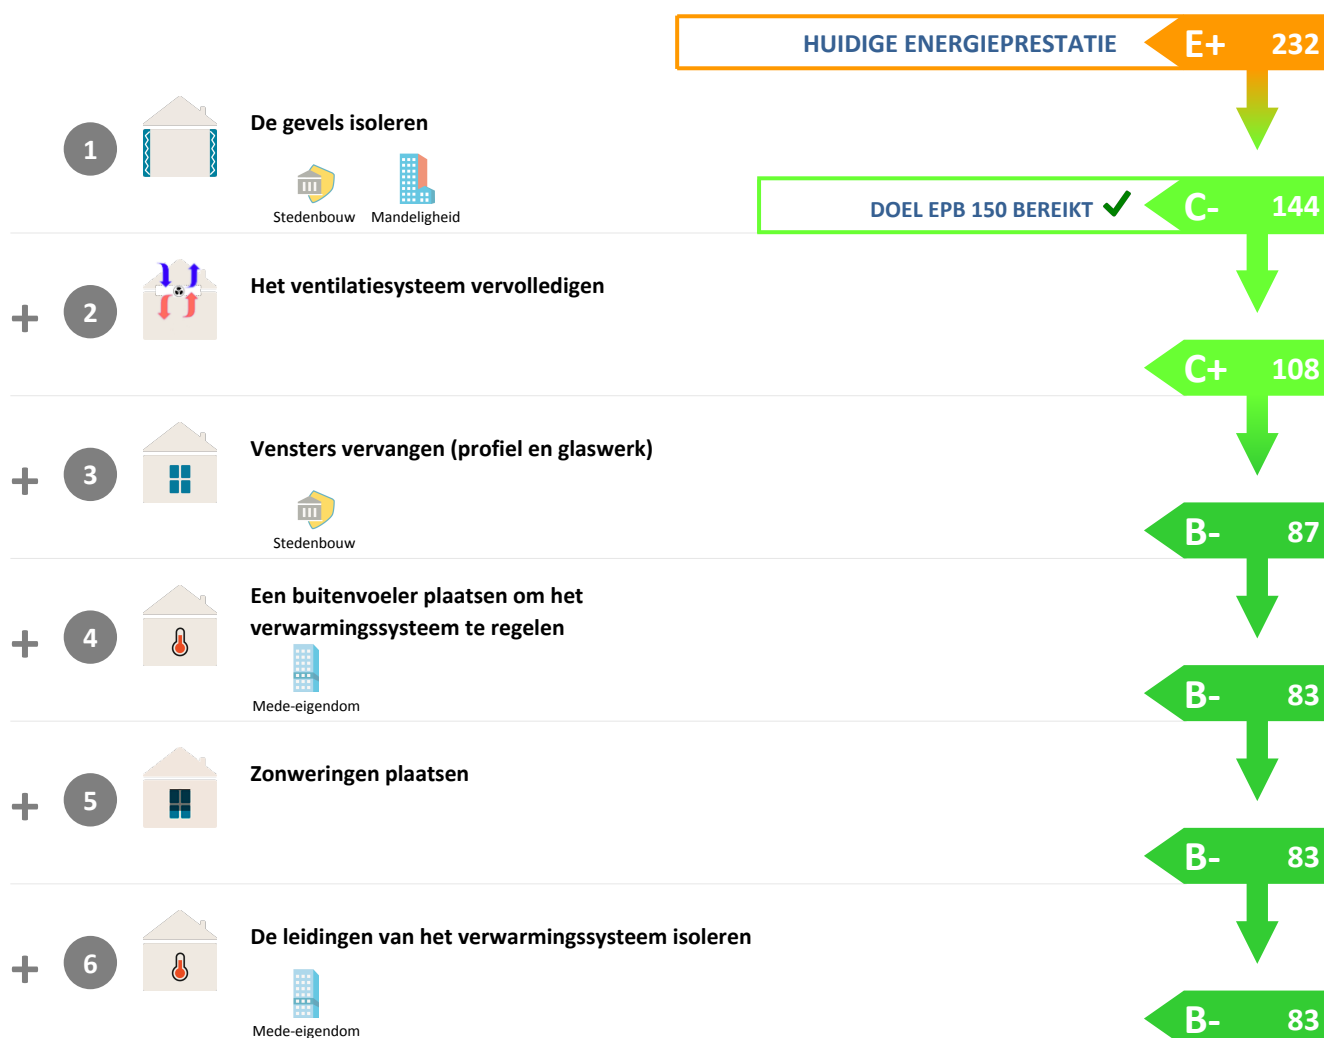 HUIDIGE ENERGIEPRESTATIE E+ 232
1 De gevels isoleren
Stedenbouw Mandeligheid
DOEL EPB 150 BEREIKT C- 144
+ 2 Het ventilatiesysteem vervolledigen
C+ 108
+ 3 Vensters vervangen (profiel en glaswerk)
Stedenbouw
B- 87
+ 4 Een buitenvoeler plaatsen om het
verwarmingssysteem te regelen
Mede-eigendom
B- 83
+ 5 Zonweringen plaatsen
B- 83
+ 6 De leidingen van het verwarmingssysteem isoleren
Mede-eigendom
B- 83